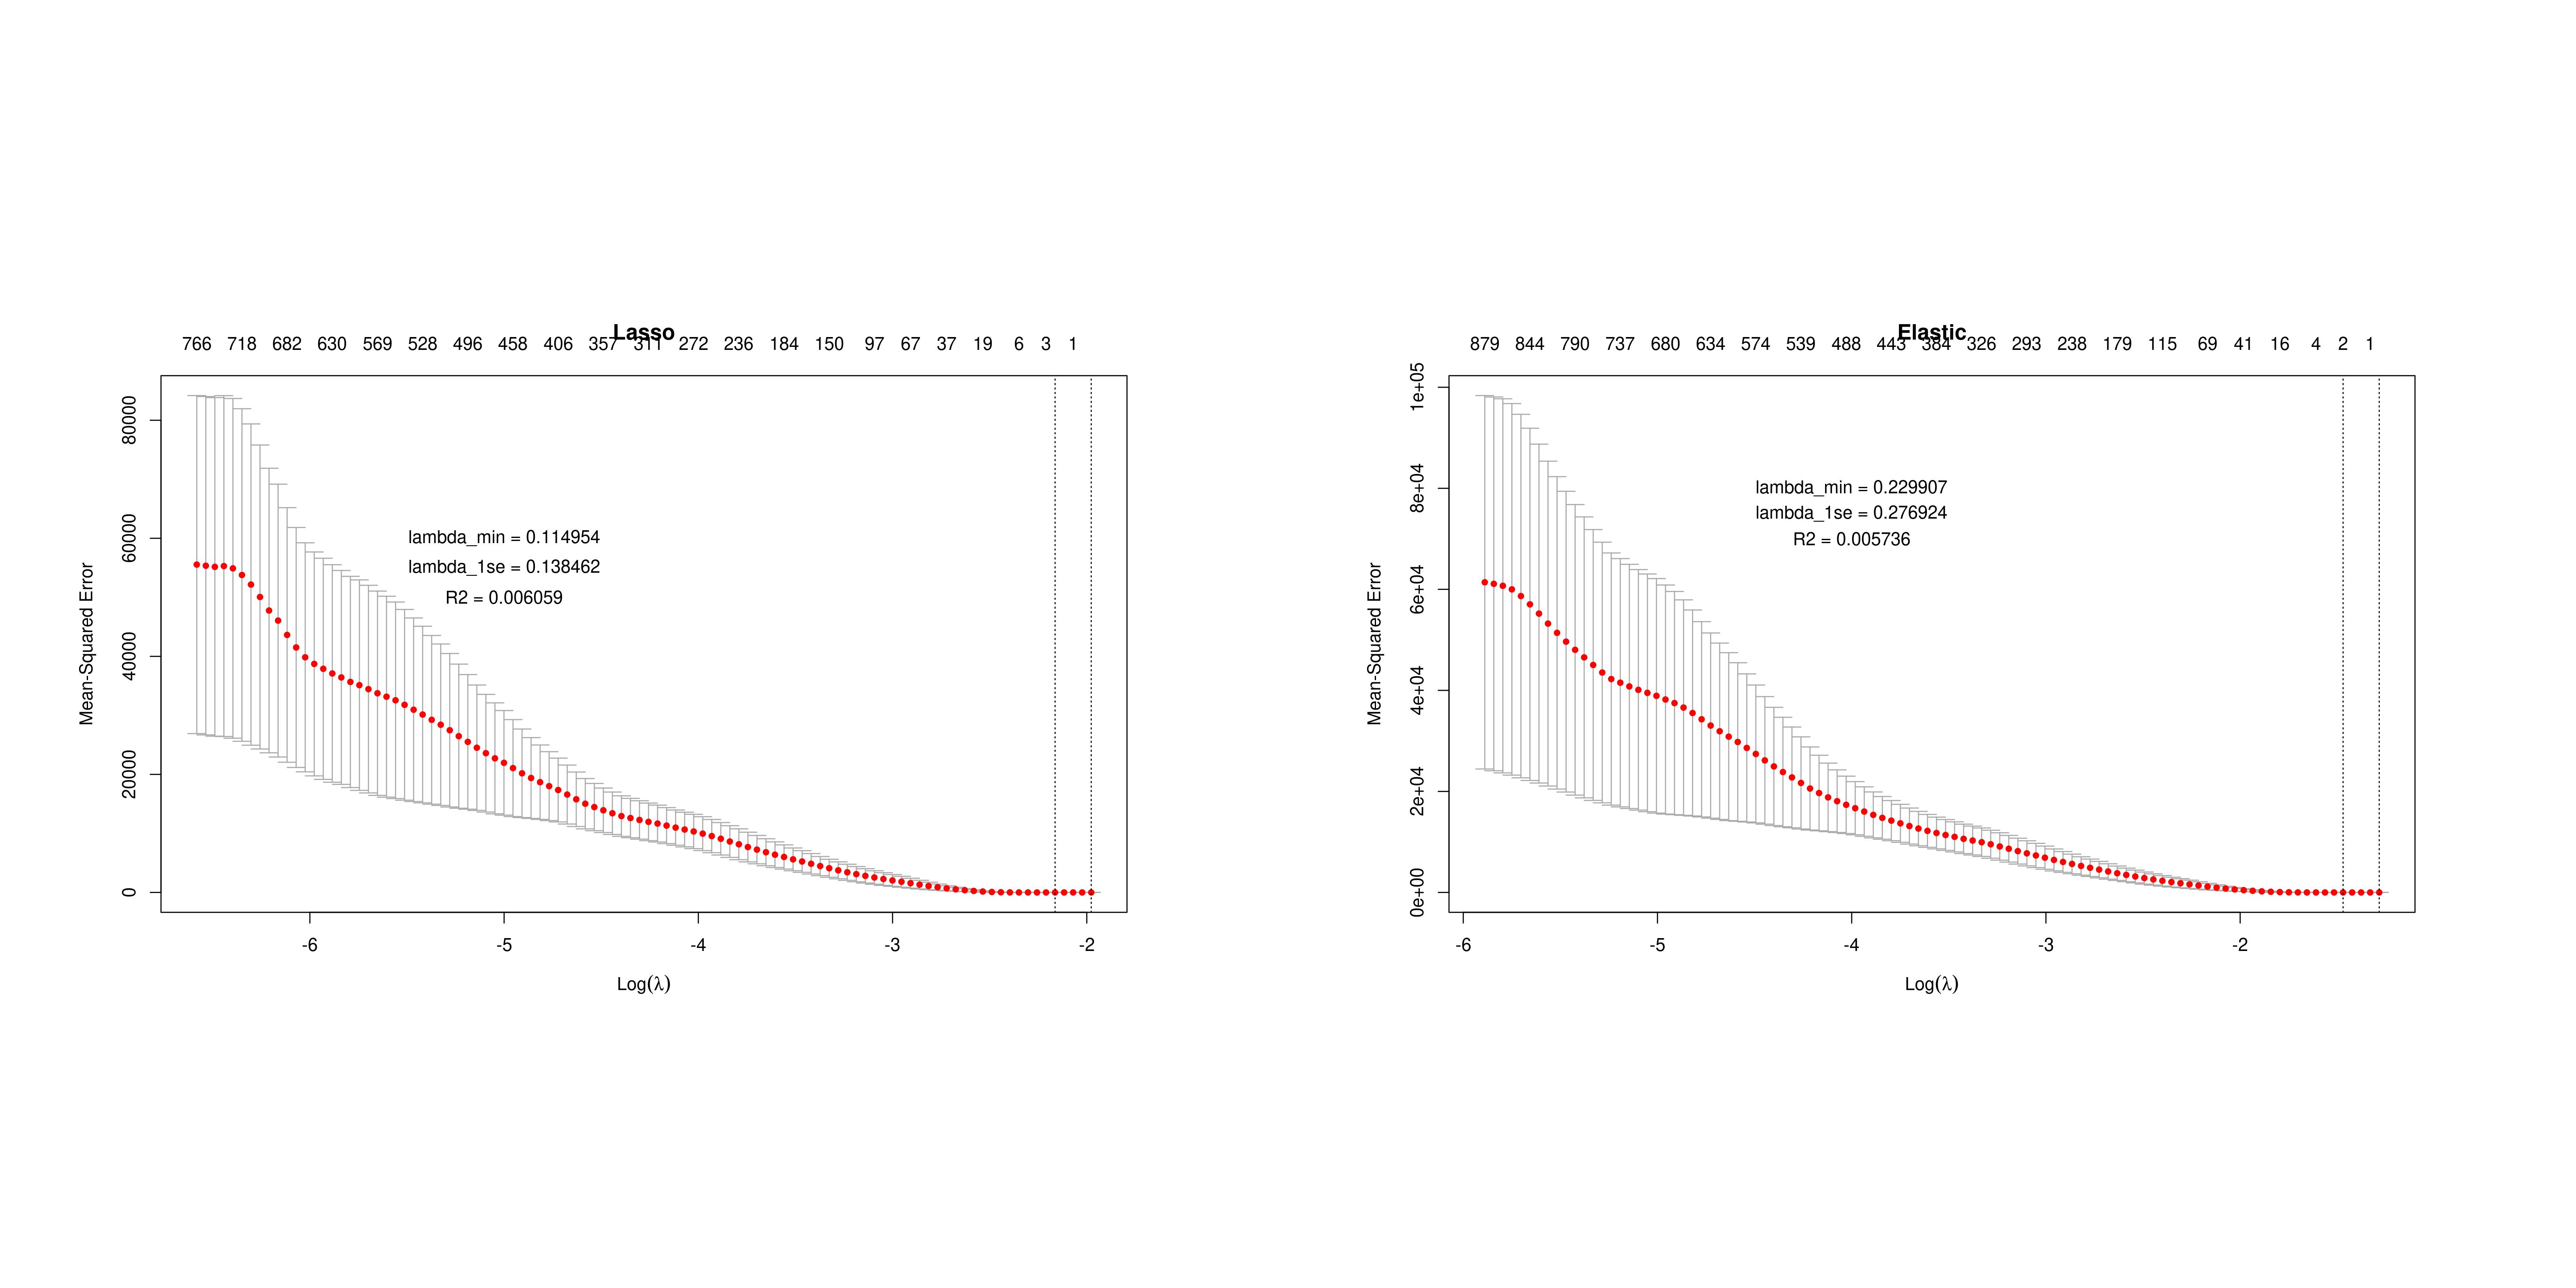 Lasso
766 718 682 630 569 528 496 458 406 357 311 272 236 184 150 97 67 37 19 6 3 1
80000
60000
40000
20000
0
Mean-Squared Error
lambda_min = 0.114954
lambda_1se = 0.138462
R2 = 0.006059
-6 -5 -4 -3 -2
Log(λ)
Elastic
879 844 790 737 680 634 574 539 488 443 384 326 293 238 179 115 69 41 16 4 2 1
1e+05
8e+04
6e+04
4e+04
2e+04
0e+00
Mean-Squared Error
lambda_min = 0.229907
lambda_1se = 0.276924
R2 = 0.005736
-6 -5 -4 -3 -2
Log(λ)